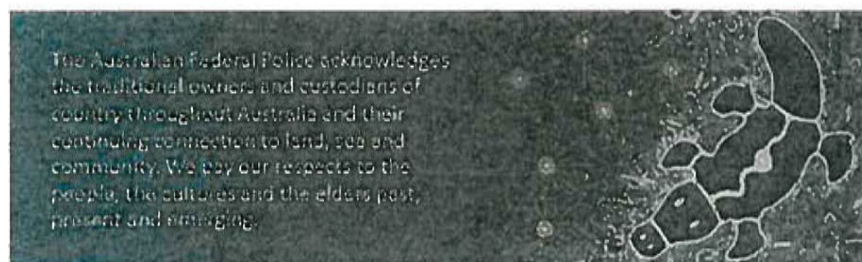 The Australian Federal Police acknowledges
the traditional owners and custodians of
country throughout Australia and their
continuing connection to land, sea and
community. We pay our respects to the
people, the cultures and the elders past,
present and emerging.